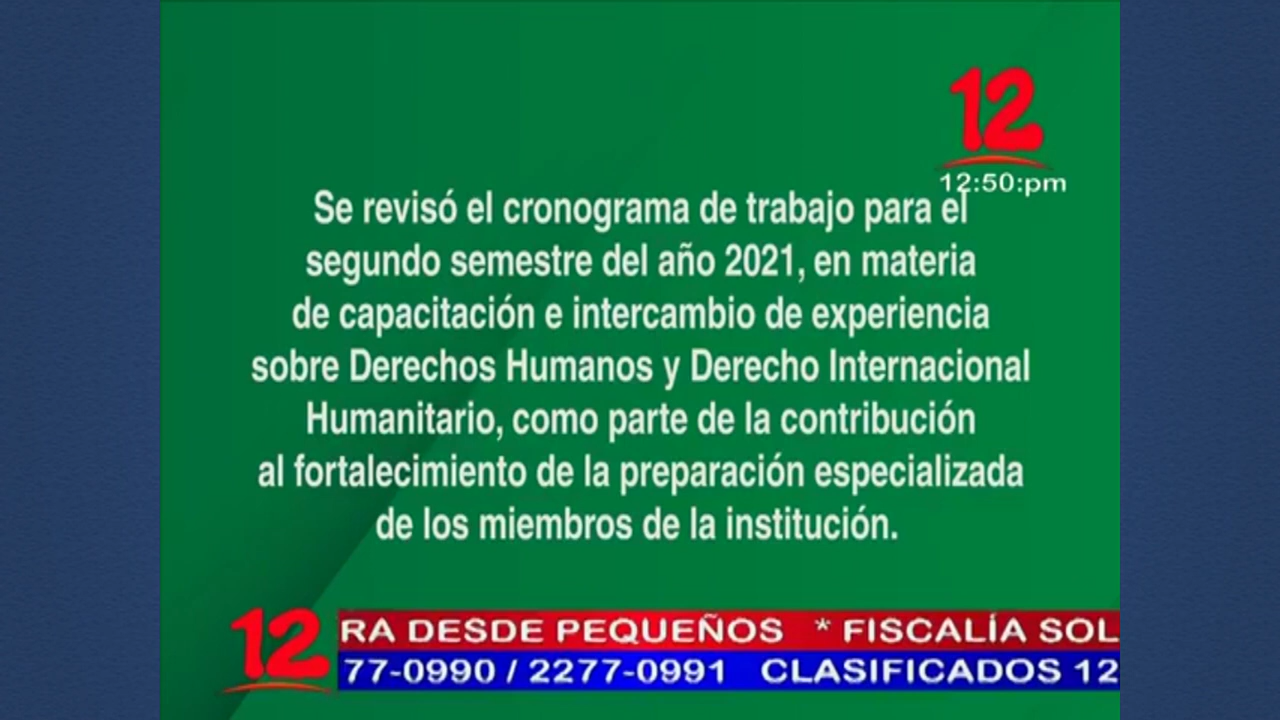 12
12:50:pm
Se revisó el cronograma de trabajo para el
segundo semestre del año 2021, en materia
de capacitación e intercambio de experiencia
sobre Derechos Humanos y Derecho Internacional
Humanitario, como parte de la contribución
al fortalecimiento de la preparación especializada
de los miembros de la institución.
12
RA DESDE PEQUEÑOS * FISCALÍA SOL
77-0990 / 2277-0991 CLASIFICADOS 12